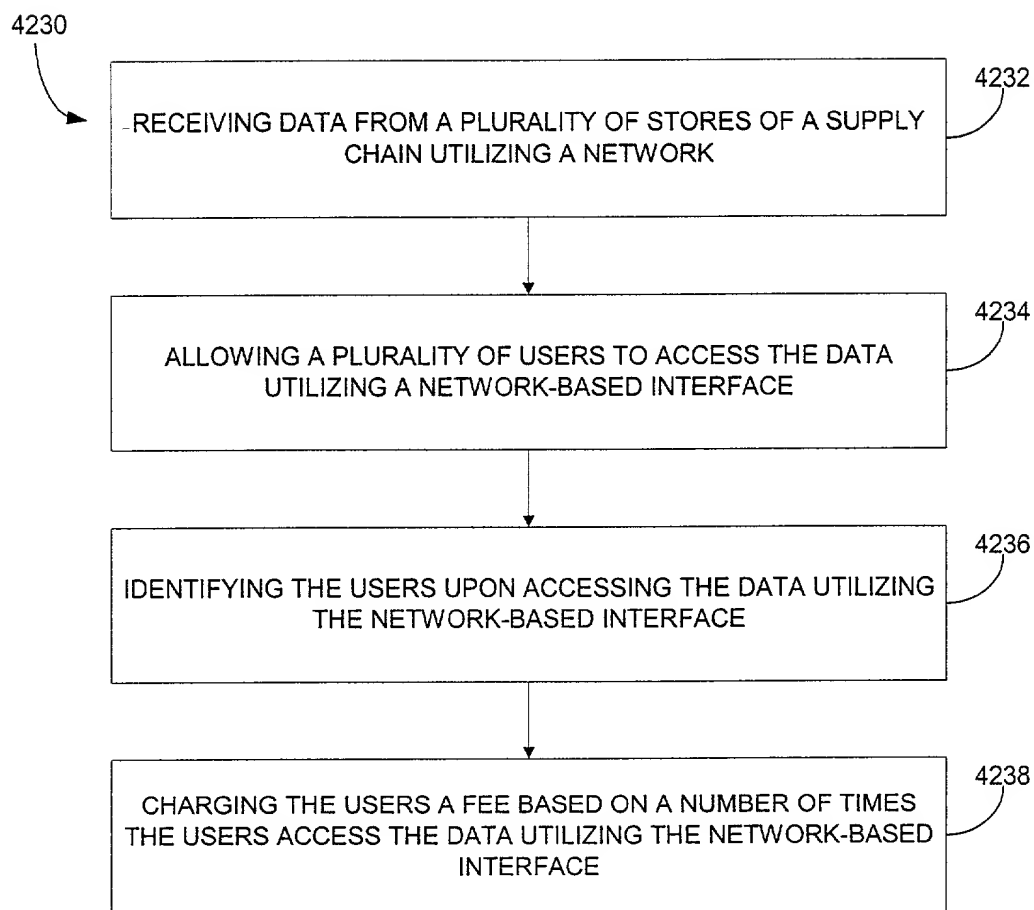 4230
4232
RECEIVING DATA FROM A PLURALITY OF STORES OF A SUPPLY
CHAIN UTILIZING A NETWORK
4234
ALLOWING A PLURALITY OF USERS TO ACCESS THE DATA
UTILIZING A NETWORK-BASED INTERFACE
4236
IDENTIFYING THE USERS UPON ACCESSING THE DATA UTILIZING
THE NETWORK-BASED INTERFACE
4238
CHARGING THE USERS A FEE BASED ON A NUMBER OF TIMES
THE USERS ACCESS THE DATA UTILIZING THE NETWORK-BASED
INTERFACE